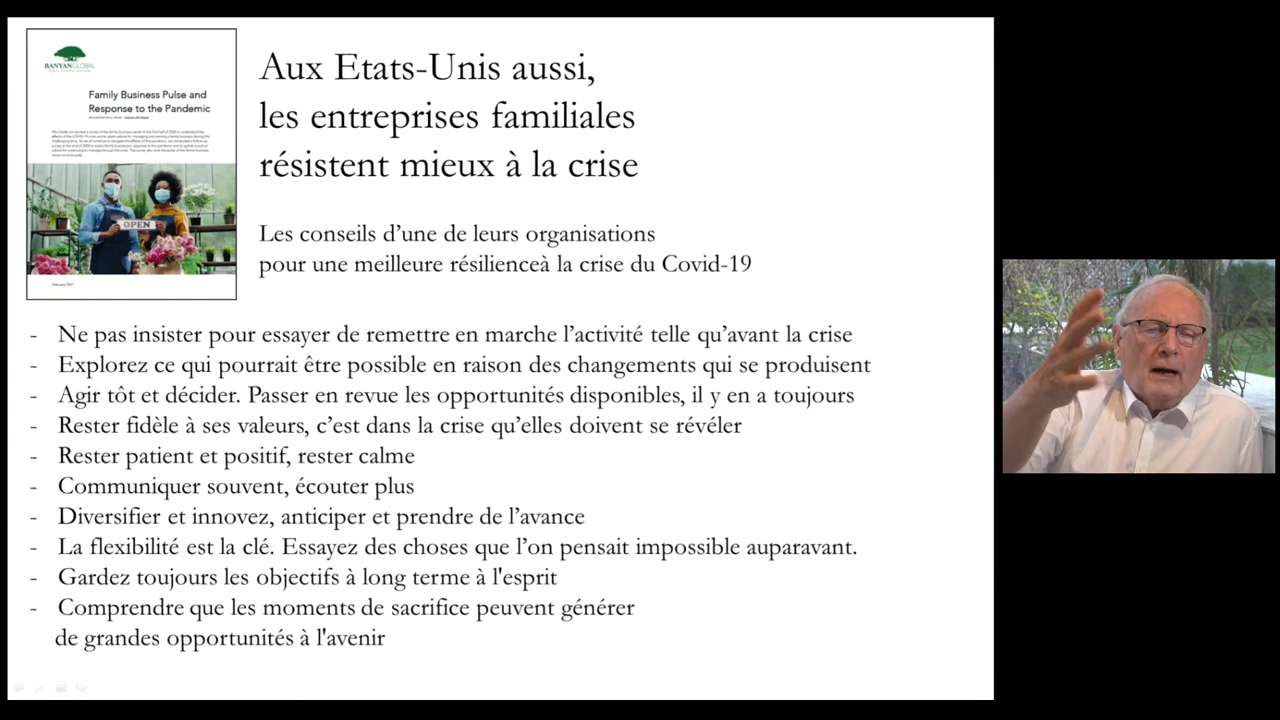 BANYANGLOBAL
Family Business Pulse and
Response to the Pandemic
OPEN
February, 2021
Aux Etats-Unis aussi,
les entreprises familiales
résistent mieux à la crise
Les conseils d’une de leurs organisations
pour une meilleure résilienceà la crise du Covid-19
- Ne pas insister pour essayer de remettre en marche l’activité telle qu’avant la crise
- Explorez ce qui pourrait être possible en raison des changements qui se produisent
- Agir tôt et décider. Passer en revue les opportunités disponibles, il y en a toujours
- Rester fidèle à ses valeurs, c’est dans la crise qu’elles doivent se révéler
- Rester patient et positif, rester calme
- Communiquer souvent, écouter plus
- Diversifier et innovez, anticiper et prendre de l’avance
- La flexibilité est la clé. Essayez des choses que l’on pensait impossible auparavant.
- Gardez toujours les objectifs à long terme à l'esprit
- Comprendre que les moments de sacrifice peuvent générer
de grandes opportunités à l'avenir